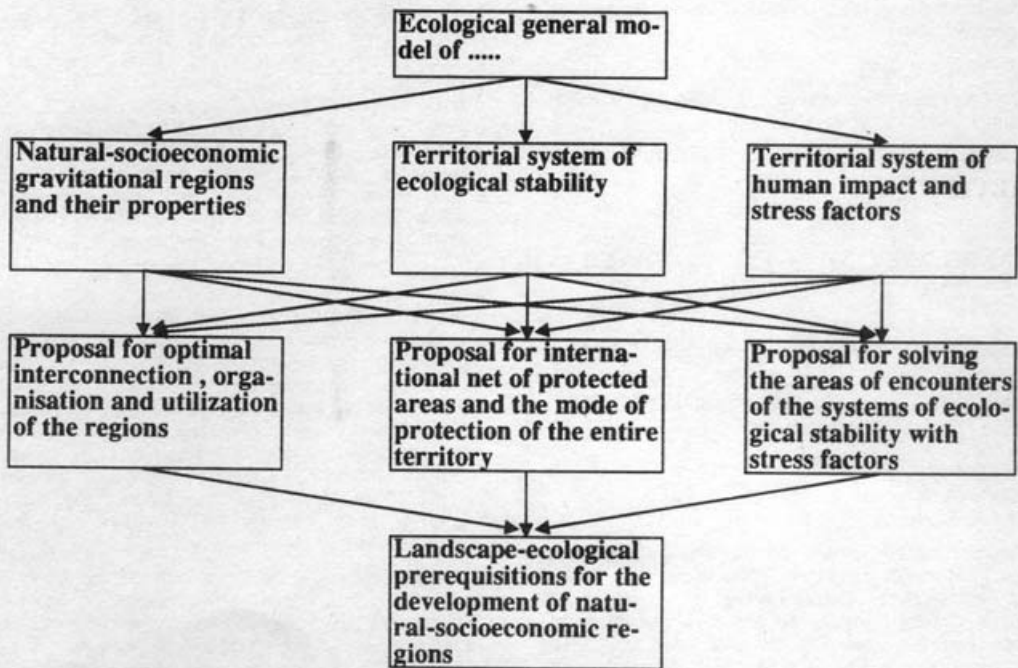 Ecological general mo-
del of .....
Natural-socioeconomic
gravitational regions
and their properties
Territorial system of
ecological stability
Territorial system of
human impact and
stress factors
Proposal for optimal
interconnection , orga-
nisation and utilization
of the regions
Proposal for interna-
tional net of protected
areas and the mode of
protection of the entire
territory
Proposal for solving
the areas of encounters
of the systems of ecolo-
gical stability with
stress factors
Landscape-ecological
prerequisitions for the
development of natu-
ral-socioeconomic re-
gions